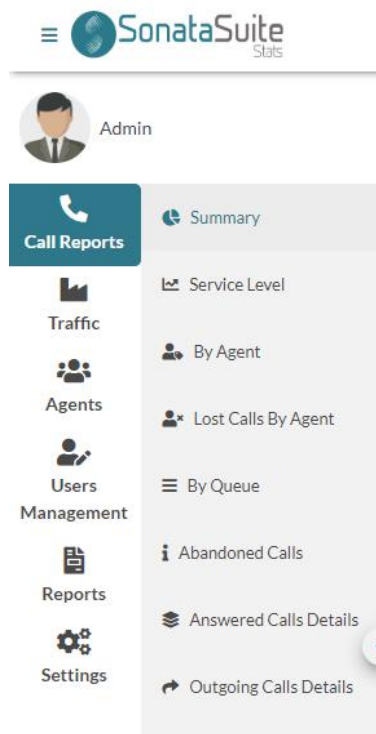 SonataSuite
Stats
Admin
Call Reports
Traffic
Agents
Users
Management
Reports
Settings
Summary
Service Level
By Agent
Lost Calls By Agent
By Queue
Abandoned Calls
Answered Calls Details
Outgoing Calls Details